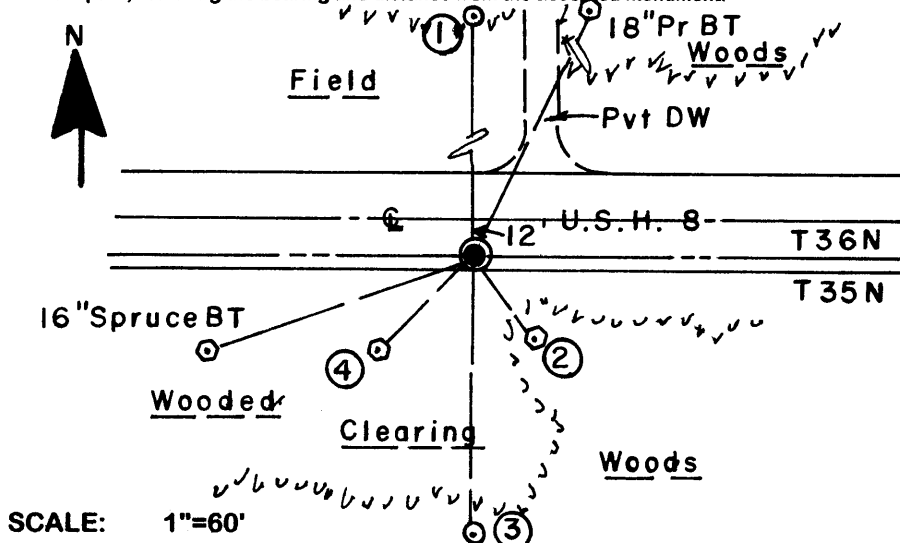 N
1
18"Pr BT
Woods
Field
Pvt DW
℄
12'
U.S.H. 8
T36N
T35N
16"Spruce BT
4
2
Wooded
Clearing
Woods
SCALE: 1"=60'
3